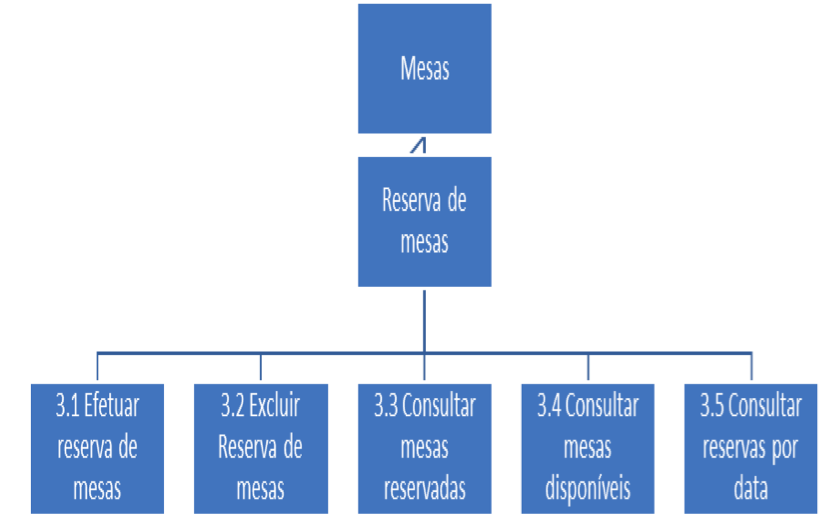 Mesas
Reserva de
mesas
3.1 Efetuar
reserva de
mesas
3.2 Excluir
Reserva de
mesas
3.3 Consultar
mesas
reservadas
3.4 Consultar
mesas
disponíveis
3.5 Consultar
reservas por
data